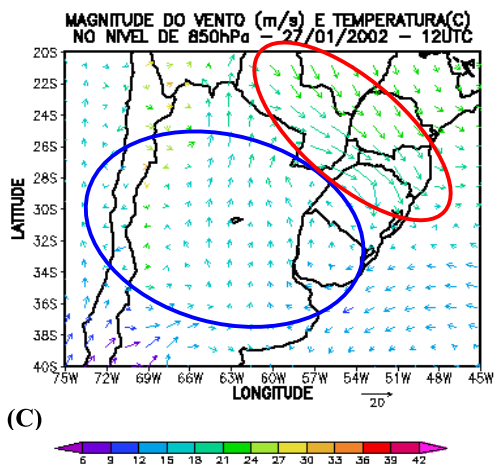 MAGNITUDE DO VENTO (m/s) E TEMPERATURA(C)
NO NIVEL DE 850hPa – 27/01/2002 – 12UTC
20S
22S
24S
26S
28S
30S
32S
34S
36S
38S
40S
LATITUDE
75W 72W 69W 66W 63W 60W 57W 54W 51W 48W 45W
LONGITUDE
20
(C)
6 9 12 15 18 21 24 27 30 33 36 39 42